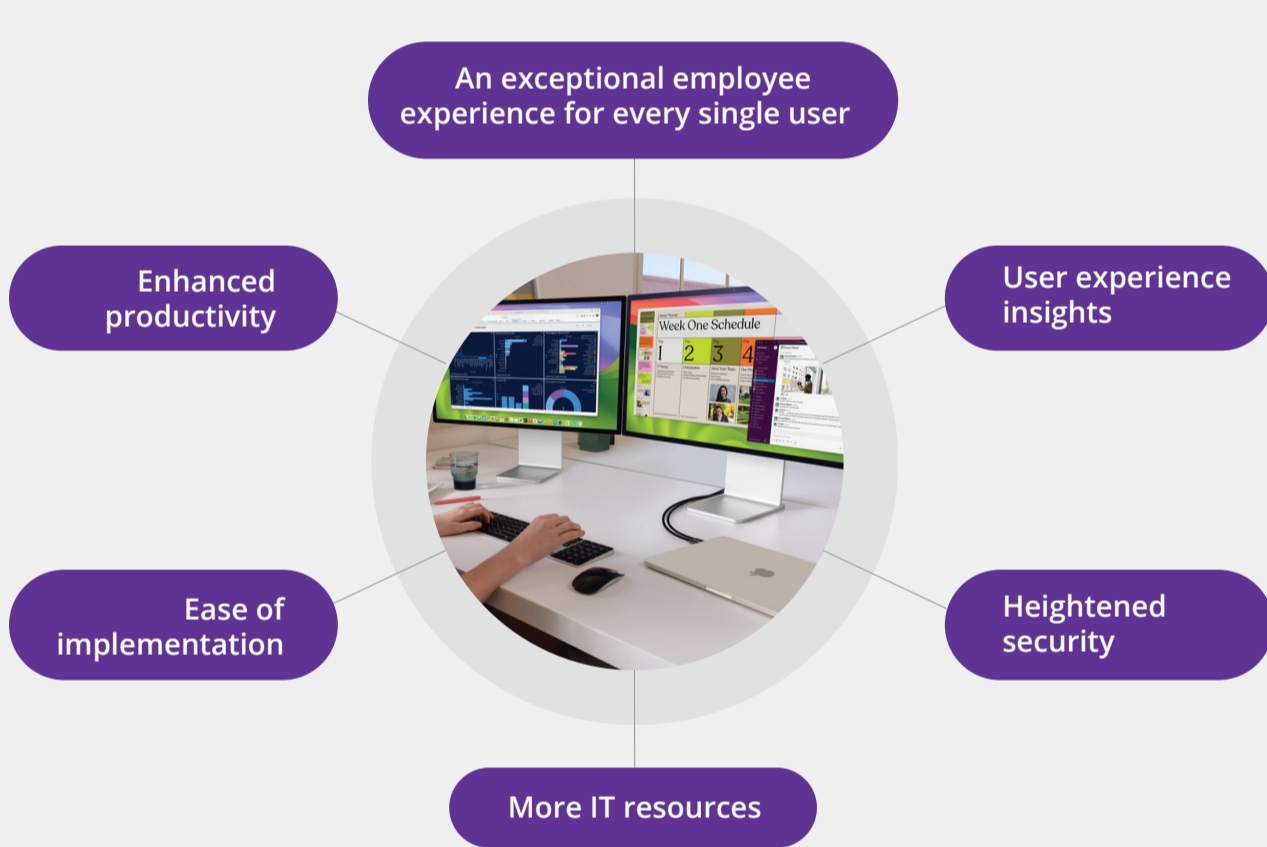 An exceptional employee
experience for every single user
Enhanced
productivity
User experience
insights
Week One Schedule
1
2
3
4
Ease of
implementation
Heightened
security
More IT resources